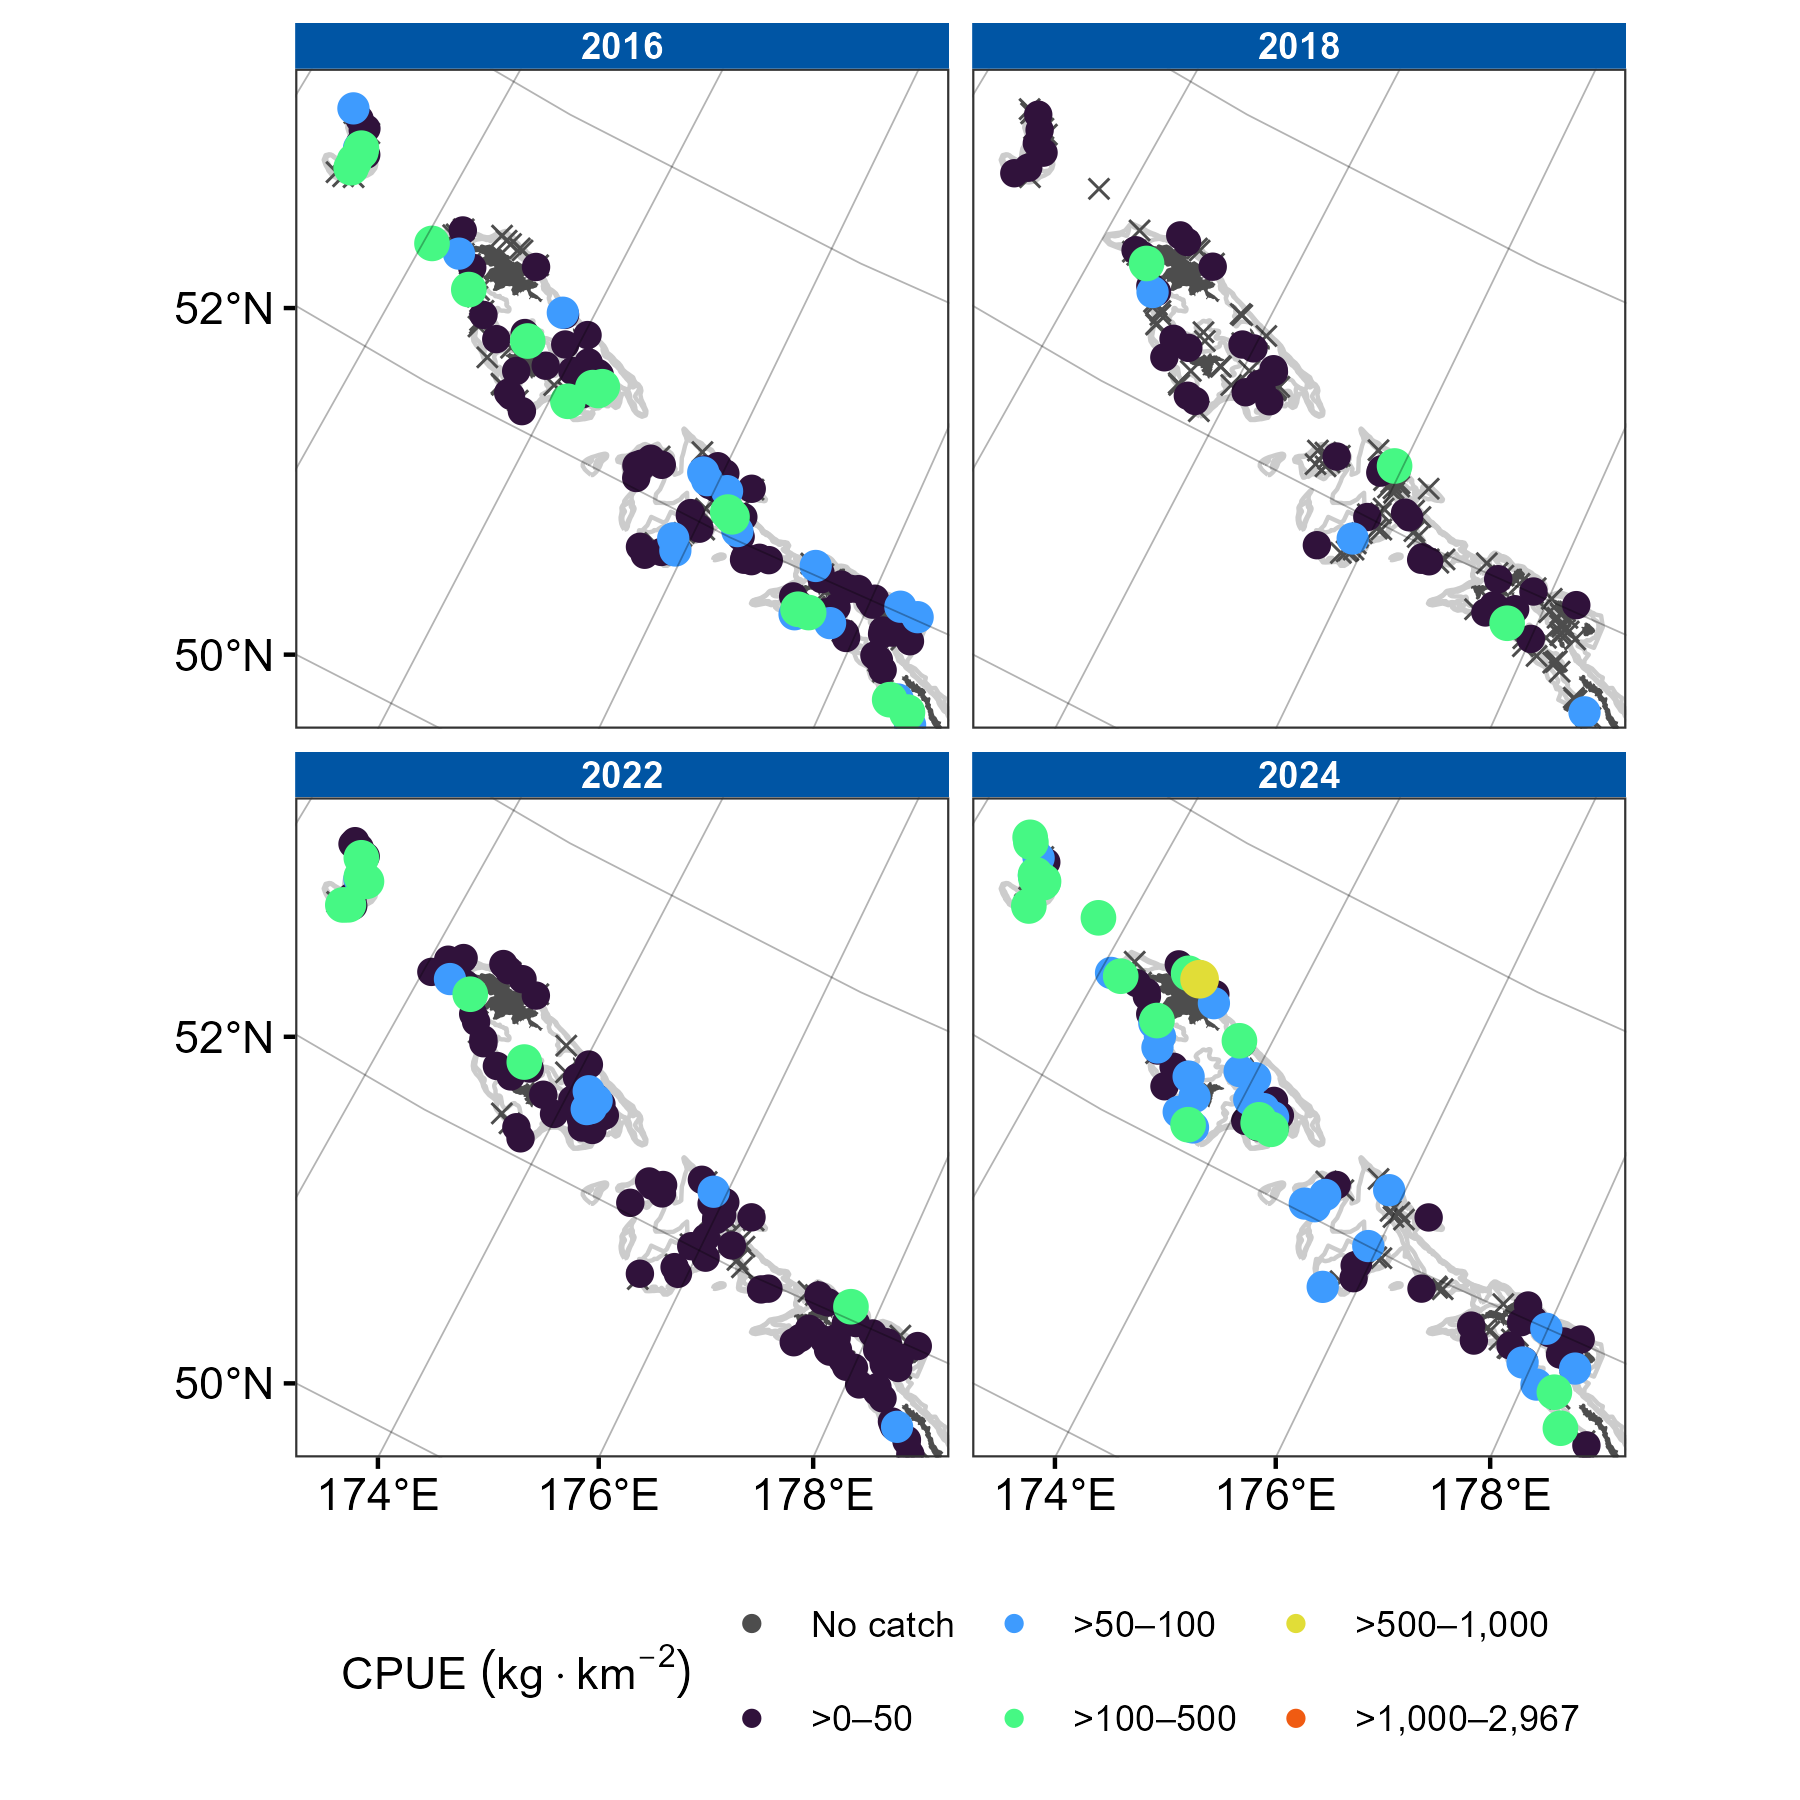 2016 2018
52°N
50°N
2022 2024
52°N
50°N
174°E 176°E 178°E 174°E 176°E 178°E
CPUE (kg · km⁻²)
No catch >50–100 >500–1,000
>0–50 >100–500 >1,000–2,967